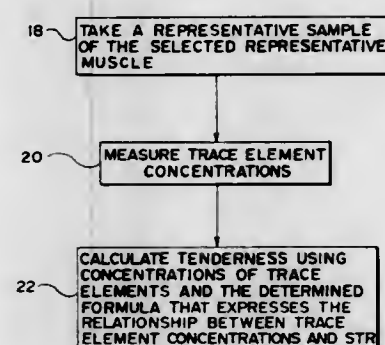 18 TAKE A REPRESENTATIVE SAMPLE
OF THE SELECTED REPRESENTATIVE
MUSCLE
20 MEASURE TRACE ELEMENT
CONCENTRATIONS
22 CALCULATE TENDERNESS USING
CONCENTRATIONS OF TRACE
ELEMENTS AND THE DETERMINED
FORMULA THAT EXPRESSES THE
RELATIONSHIP BETWEEN TRACE
ELEMENT CONCENTRATIONS AND STR